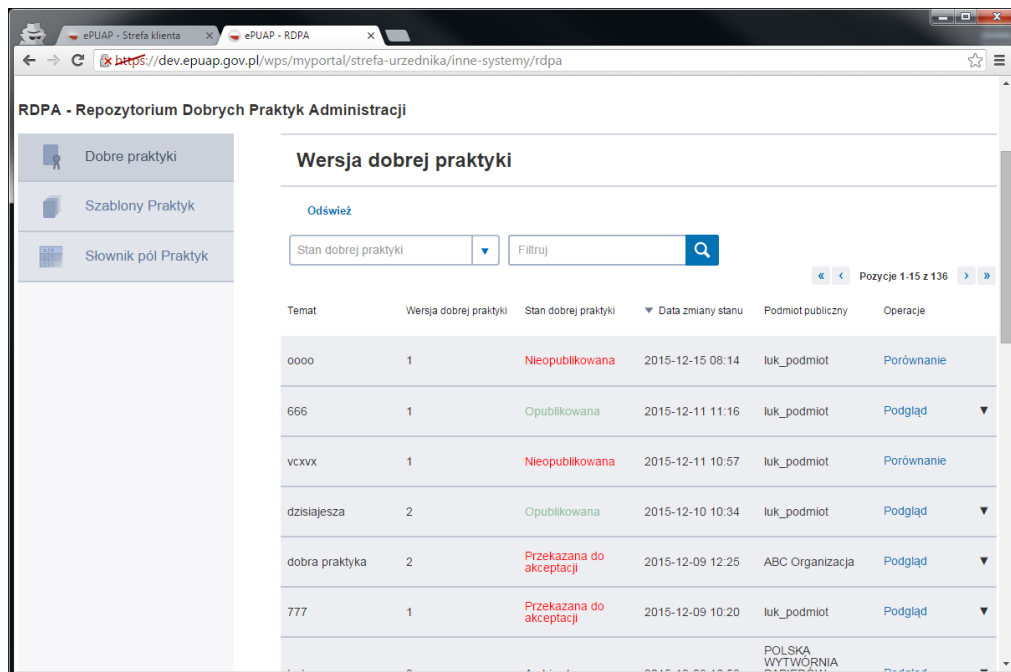 ePUAP - Strefa klienta
ePUAP - RDPA
https://dev.epuap.gov.pl/wps/myportal/strefa-urzednika/inne-systemy/rdpa
RDPA - Repozytorium Dobrych Praktyk Administracji
Dobre praktyki
Szablony Praktyk
Słownik pól Praktyk
Wersja dobrej praktyki
Odśwież
Stan dobrej praktyki Filtruj
« ‹ Pozycje 1-15 z 136 › »
Temat Wersja dobrej praktyki Stan dobrej praktyki Data zmiany stanu Podmiot publiczny Operacje
oooo 1 Nieopublikowana 2015-12-15 08:14 luk_podmiot Porównanie
666 1 Opublikowana 2015-12-11 11:16 luk_podmiot Podgląd
vcxvx 1 Nieopublikowana 2015-12-11 10:57 luk_podmiot Porównanie
dzisiajesza 2 Opublikowana 2015-12-10 10:34 luk_podmiot Podgląd
dobra praktyka 2 Przekazana do akceptacji 2015-12-09 12:25 ABC Organizacja Podgląd
777 1 Przekazana do akceptacji 2015-12-09 10:20 luk_podmiot Podgląd
POLSKA
WYTWÓRNIA